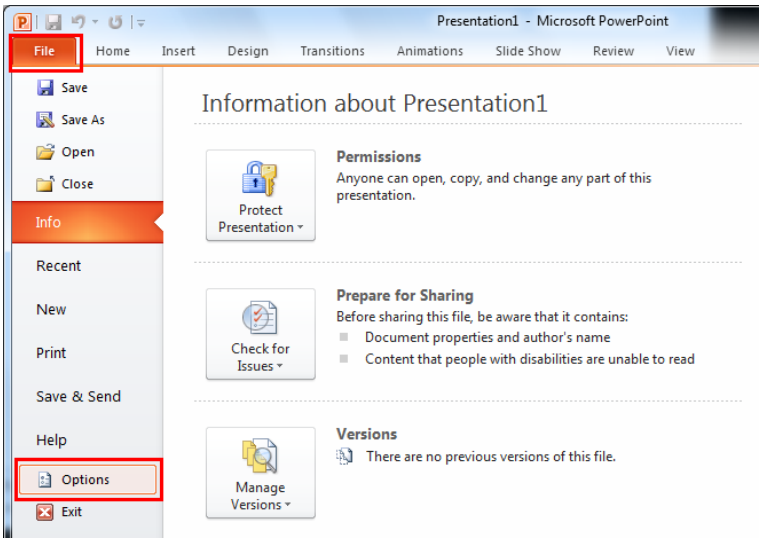 Presentation1 - Microsoft PowerPoint
File Home Insert Design Transitions Animations Slide Show Review View
Save
Save As
Open
Close
Info
Recent
New
Print
Save & Send
Help
Options
Exit
Information about Presentation1
Protect
Presentation
Permissions
Anyone can open, copy, and change any part of this
presentation.
Check for
Issues
Prepare for Sharing
Before sharing this file, be aware that it contains:
Document properties and author's name
Content that people with disabilities are unable to read
Manage
Versions
Versions
There are no previous versions of this file.